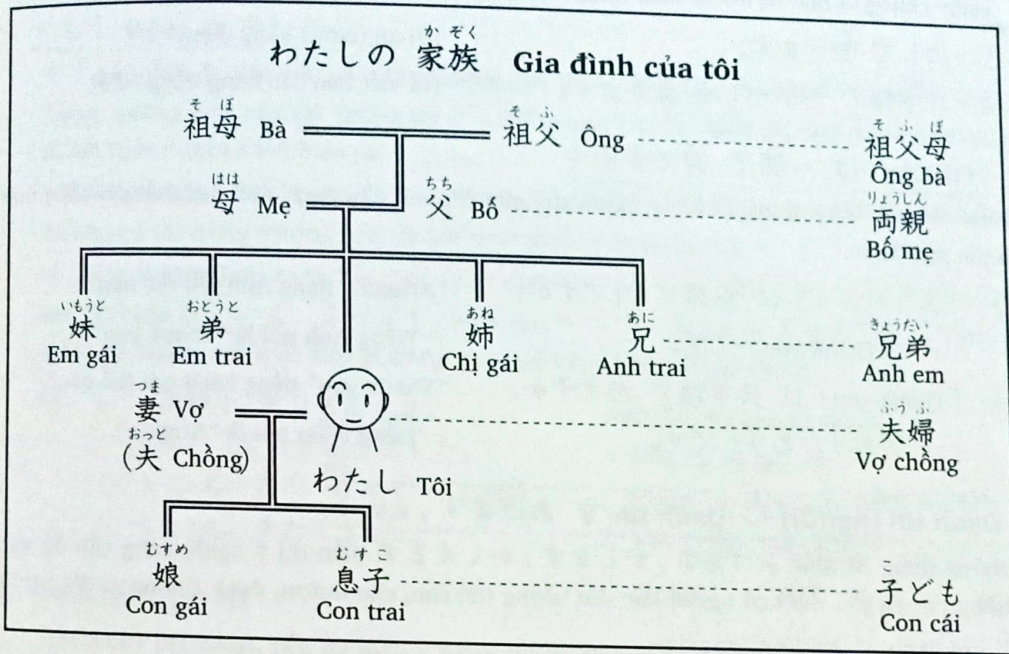 か ぞく
わたしの 家族 Gia đình của tôi
そ ぼ
祖母 Bà
そ ふ
祖父 Ông
そ ふ ぼ
祖父母
Ông bà
はは
母 Mẹ
ちち
父 Bố
りょうしん
両親
Bố mẹ
いもうと
妹
Em gái
おとうと
弟
Em trai
あね
姉
Chị gái
あに
兄
Anh trai
きょうだい
兄弟
Anh em
つま
妻 Vợ
おっと
(夫 Chồng)
わたし Tôi
ふう ふ
夫婦
Vợ chồng
むすめ
娘
Con gái
むす
息子
Con trai
こ
子ども
Con cái